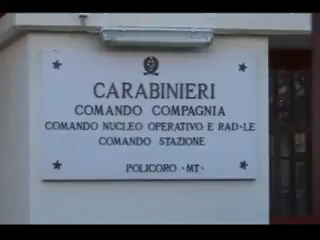 CARABINIERI
COMANDO COMPAGNIA
COMANDO NUCLEO OPERATIVO E RAD-LE
COMANDO STAZIONE
POLICORO -MT-